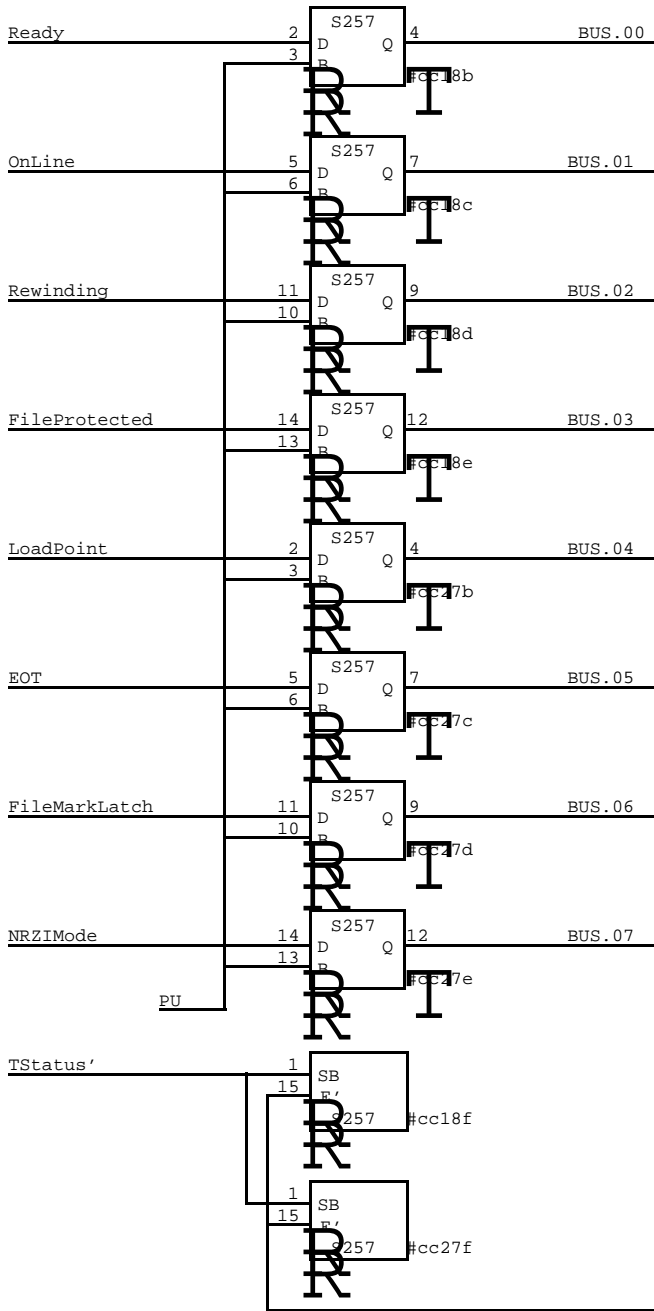 S257
Ready 2 D Q 4 BUS.00
3 B
R R T #cc18b
S257
OnLine 5 D Q 7 BUS.01
6 B
R R T #cc18c
S257
Rewinding 11 D Q 9 BUS.02
10 B
R R T #cc18d
S257
FileProtected 14 D Q 12 BUS.03
13 B
R R T #cc18e
S257
LoadPoint 2 D Q 4 BUS.04
3 B
R R T #cc27b
S257
EOT 5 D Q 7 BUS.05
6 B
R R T #cc27c
S257
FileMarkLatch 11 D Q 9 BUS.06
10 B
R R T #cc27d
S257
NRZIMode 14 D Q 12 BUS.07
13 B
R R T #cc27e
PU
TStatus' 1 SB
15 E'
R R S257 #cc18f
1 SB
15 E'
R R S257 #cc27f